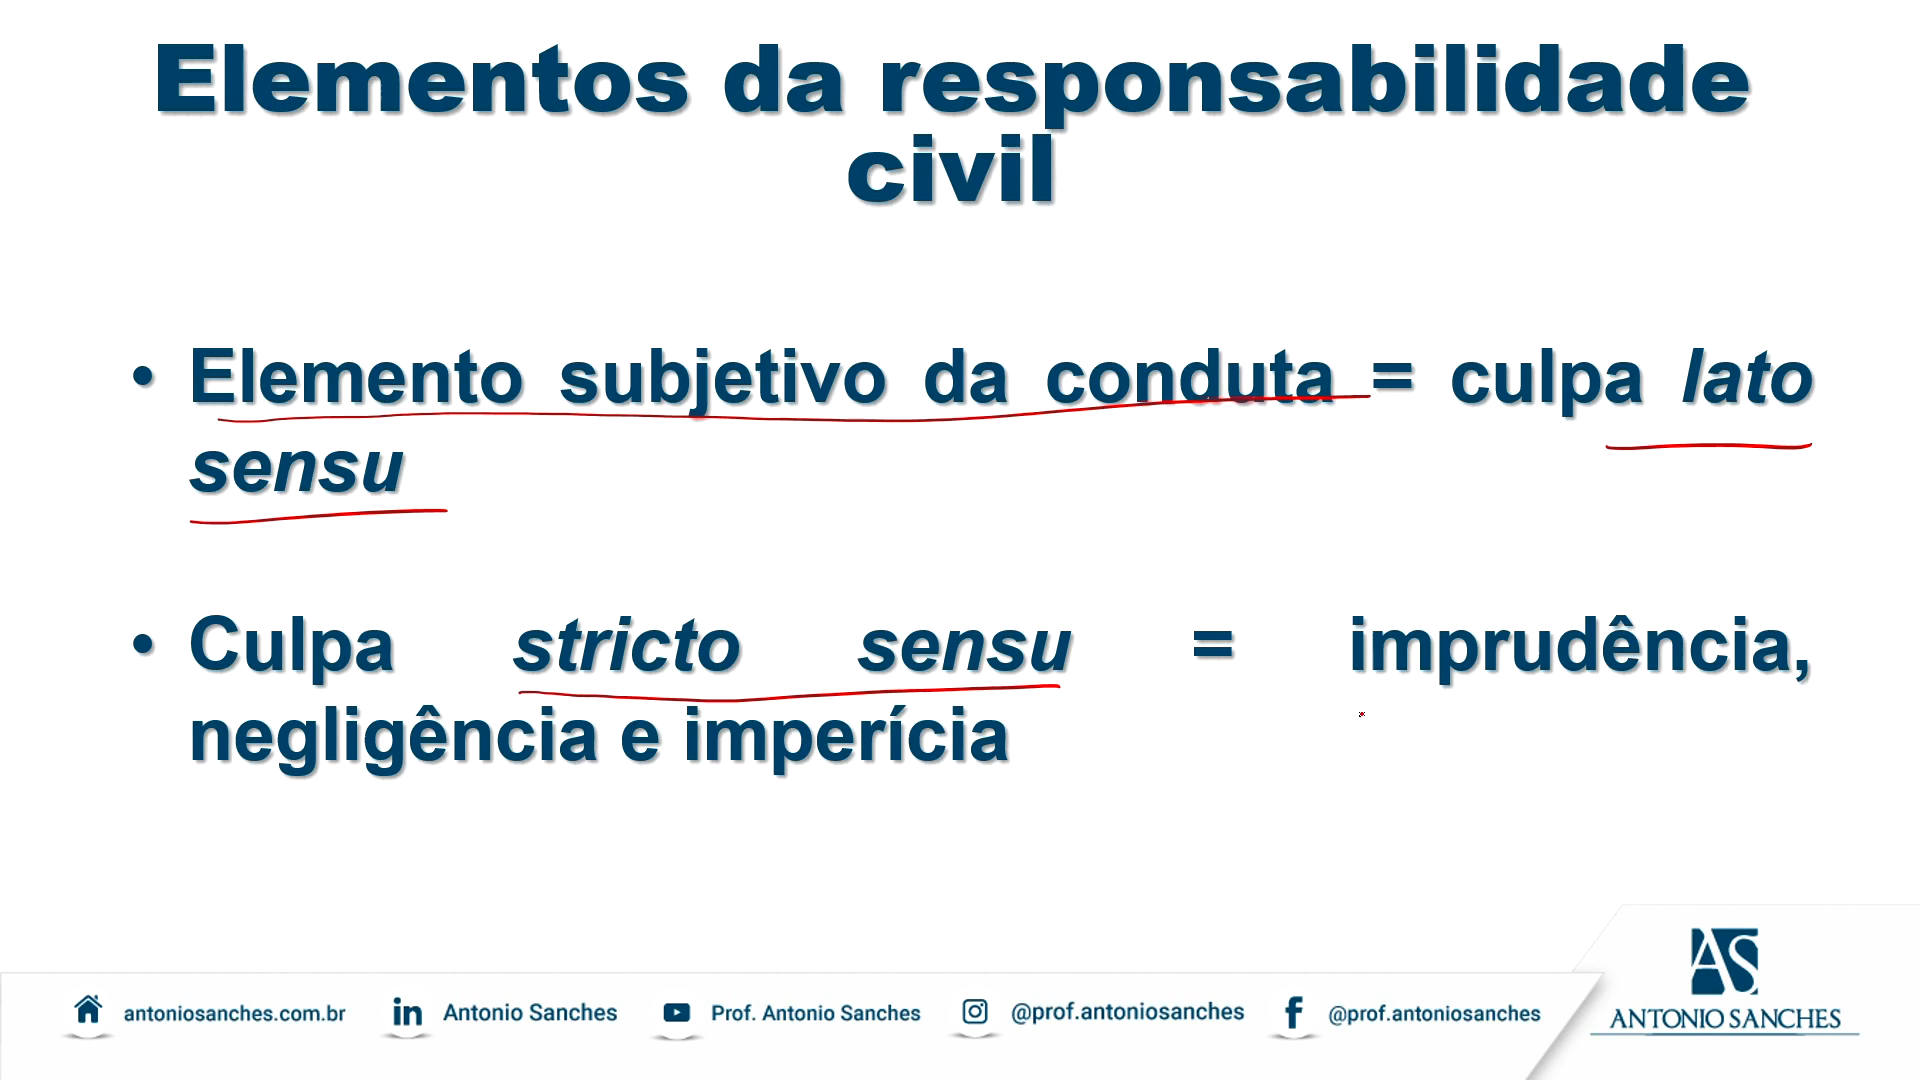 Elementos da responsabilidade
civil
• Elemento subjetivo da conduta = culpa lato
sensu
• Culpa stricto sensu = imprudência,
negligência e imperícia
AS
ANTONIO SANCHES
antoniosanches.com.br
in Antonio Sanches
Prof. Antonio Sanches
@prof.antoniosanches
f @prof.antoniosanches